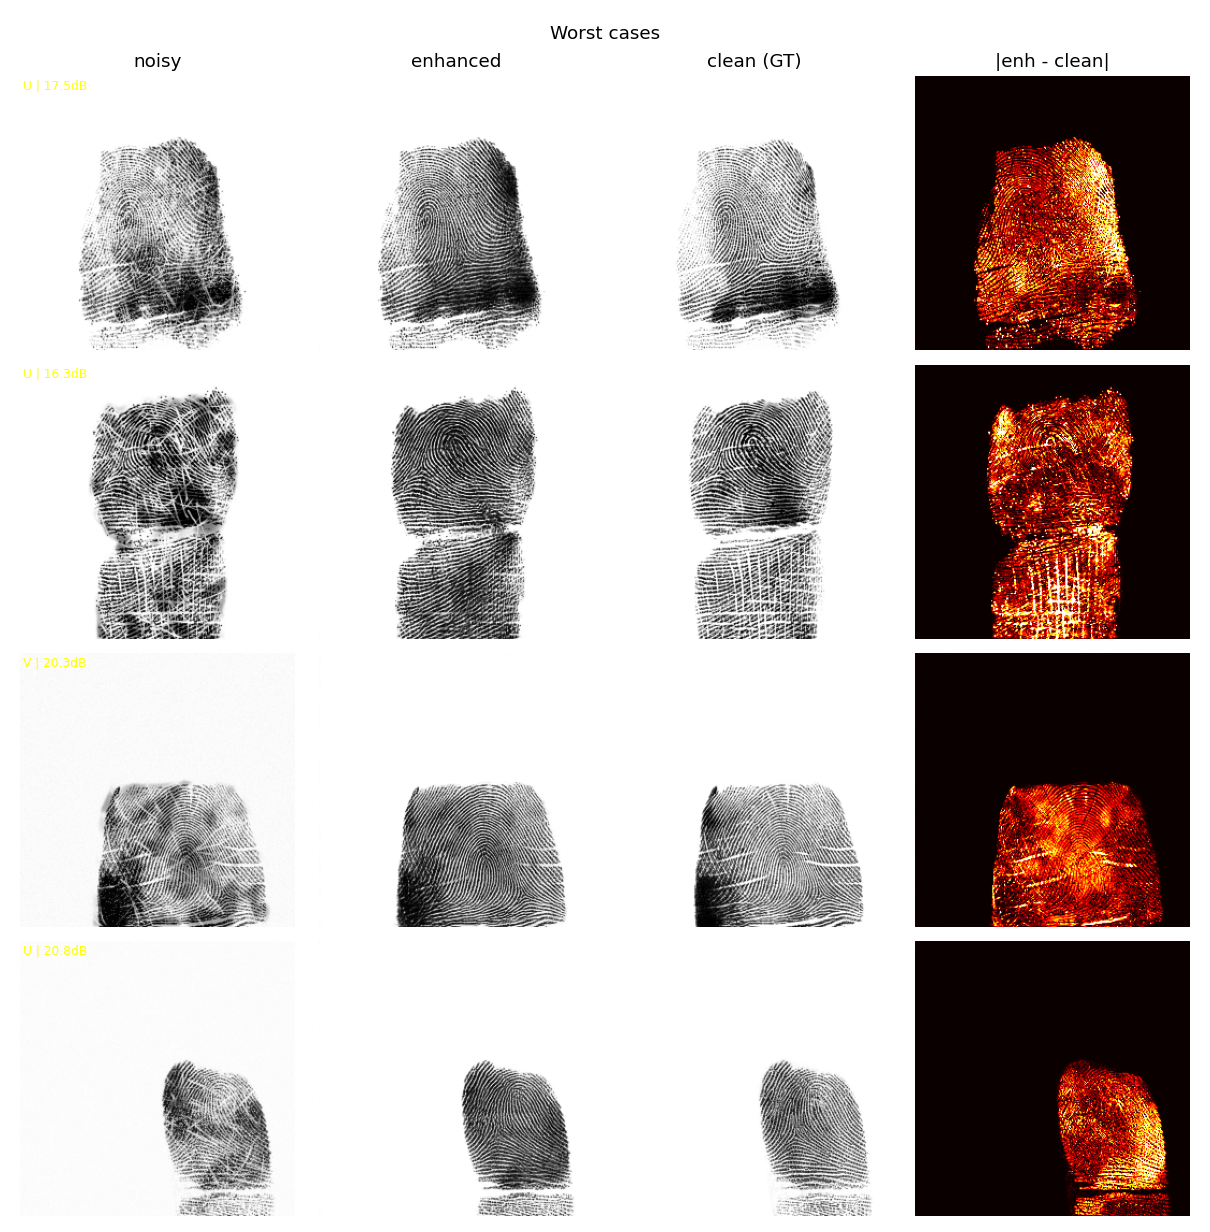 Worst cases
noisy enhanced clean (GT) |enh - clean|
U | 17.5dB
U | 16.3dB
V | 20.3dB
U | 20.8dB